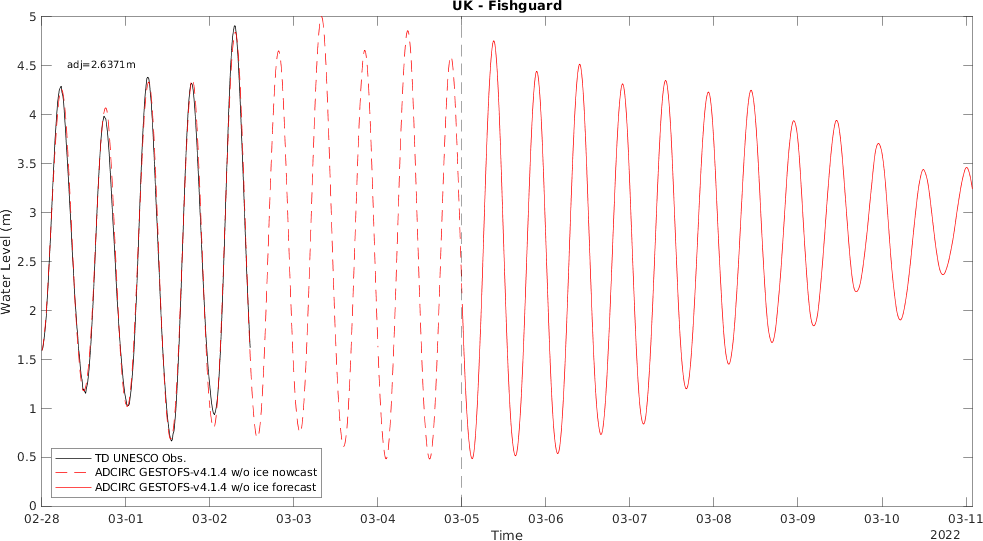 UK - Fishguard
5
4.5
4
3.5
3
2.5
2
1.5
1
0.5
0
Water Level (m)
adj=2.6371m
TD UNESCO Obs.
ADCIRC GESTOFS-v4.1.4 w/o ice nowcast
ADCIRC GESTOFS-v4.1.4 w/o ice forecast
02-28 03-01 03-02 03-03 03-04 03-05 03-06 03-07 03-08 03-09 03-10 03-11
2022
Time